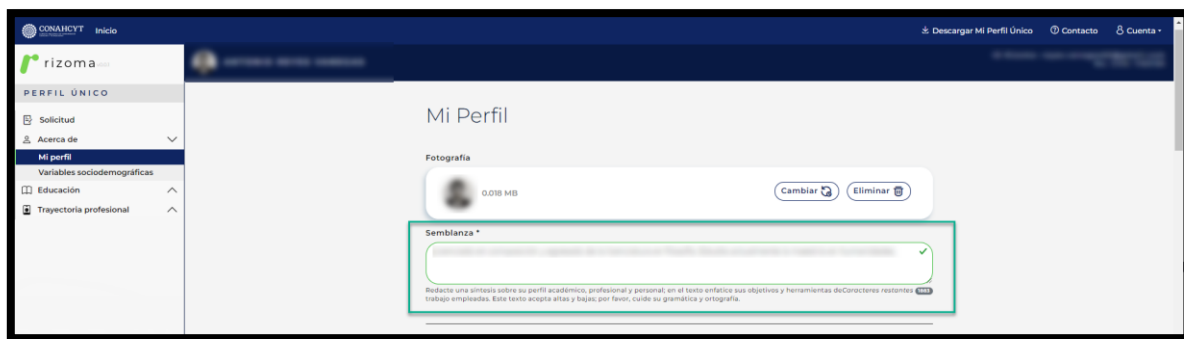 CONAHCYT Inicio
Descargar Mi Perfil Único Contacto Cuenta
rizoma
PERFIL ÚNICO
Solicitud
Acerca de
Mi perfil
Variables sociodemográficas
Educación
Trayectoria profesional
Mi Perfil
Fotografía
0.018 MB Cambiar Eliminar
Semblanza *
Redacte una síntesis sobre su perfil académico, profesional y personal; en el texto enfatice sus objetivos y herramientas de Caracteres restantes
trabajo empleadas. Este texto acepta altas y bajas; por favor, cuide su gramática y ortografía.